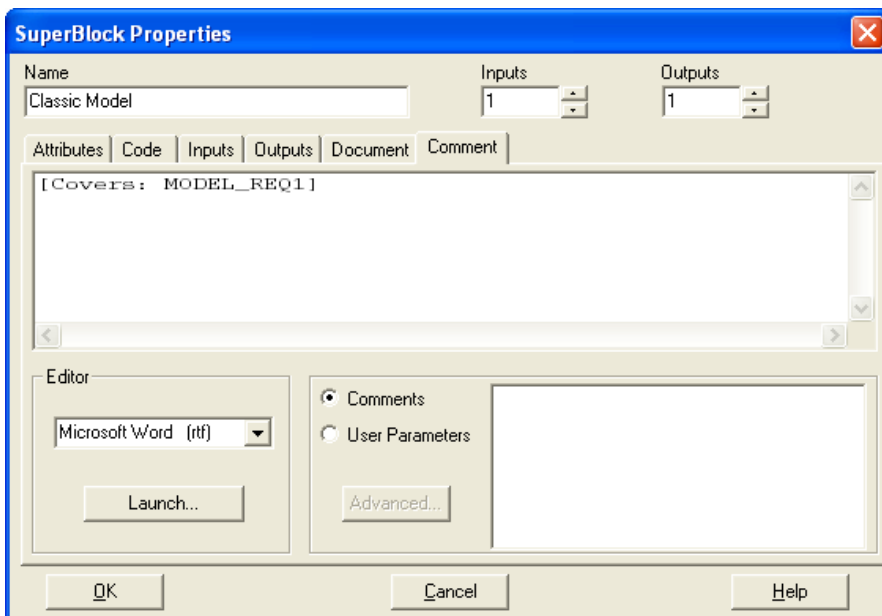 SuperBlock Properties
Name Inputs Outputs
Classic Model 1 1
Attributes Code Inputs Outputs Document Comment
[Covers: MODEL_REQ1]
Editor
Microsoft Word (rtf)
Launch...
Comments
User Parameters
Advanced...
OK Cancel Help